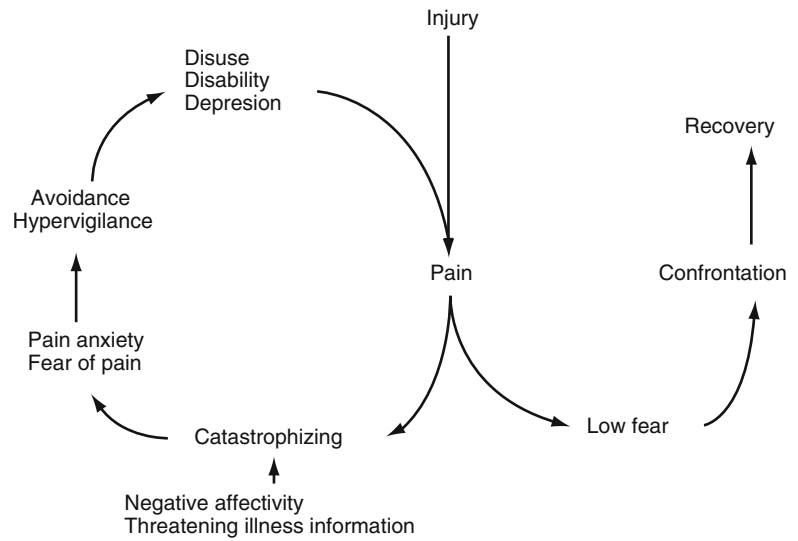 Injury
Disuse
Disability
Depresion
Recovery
Avoidance
Hypervigilance
Pain
Confrontation
Pain anxiety
Fear of pain
Low fear
Catastrophizing
Negative affectivity
Threatening illness information